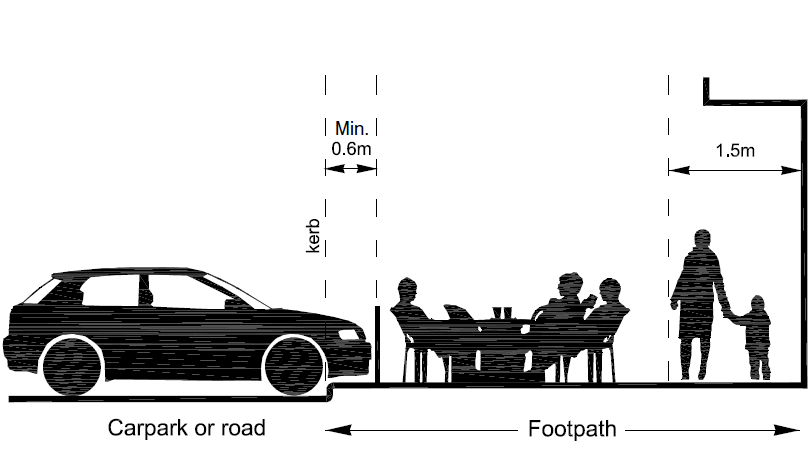 Min.
0.6m
1.5m
kerb
Carpark or road
Footpath